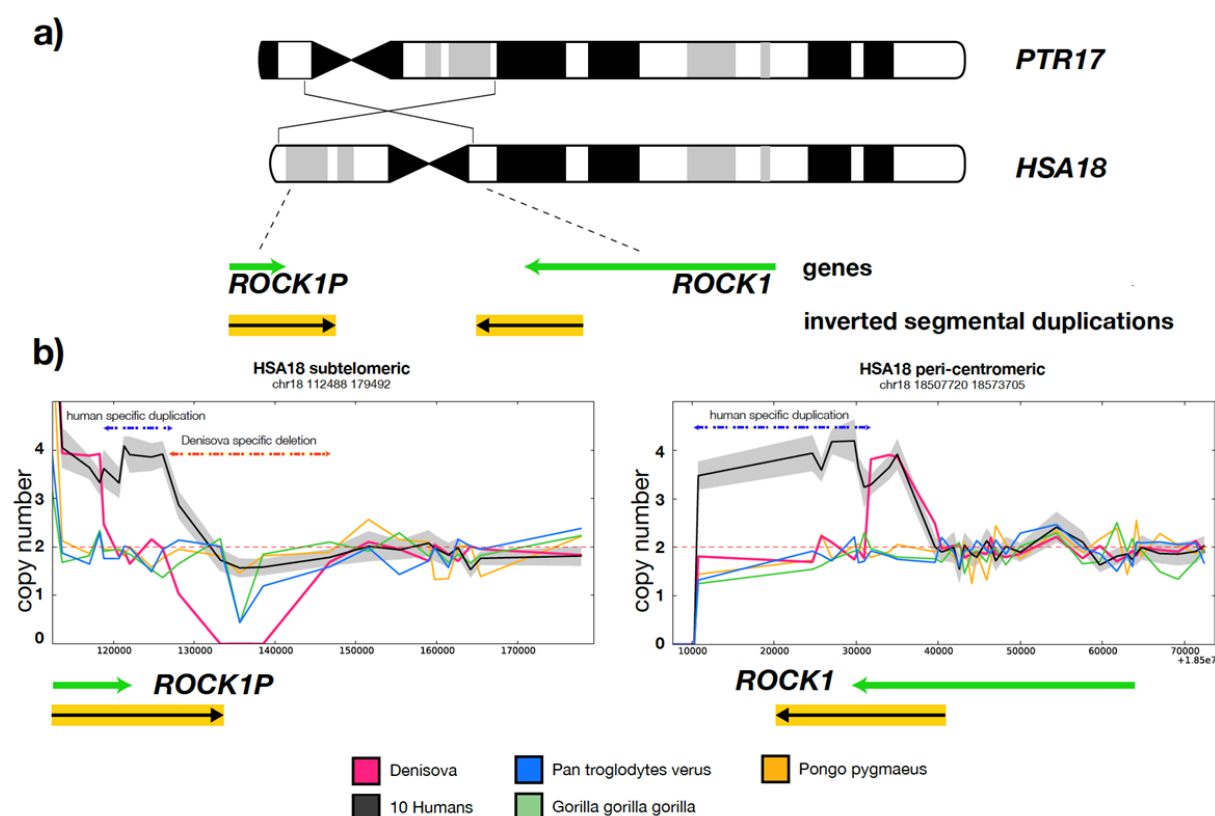 a)
PTR17
HSA18
ROCK1P
ROCK1
genes
inverted segmental duplications
b)
HSA18 subtelomeric
chr18 112488 179492
human specific duplication
Denisova specific deletion
copy number
4
3
2
1
0
120000 130000 140000 150000 160000 170000
ROCK1P
HSA18 peri-centromeric
chr18 18507720 18573705
human specific duplication
copy number
4
3
2
1
0
10000 20000 30000 40000 50000 60000 70000
+1.85e7
ROCK1
Denisova
Pan troglodytes verus
Pongo pygmaeus
10 Humans
Gorilla gorilla gorilla